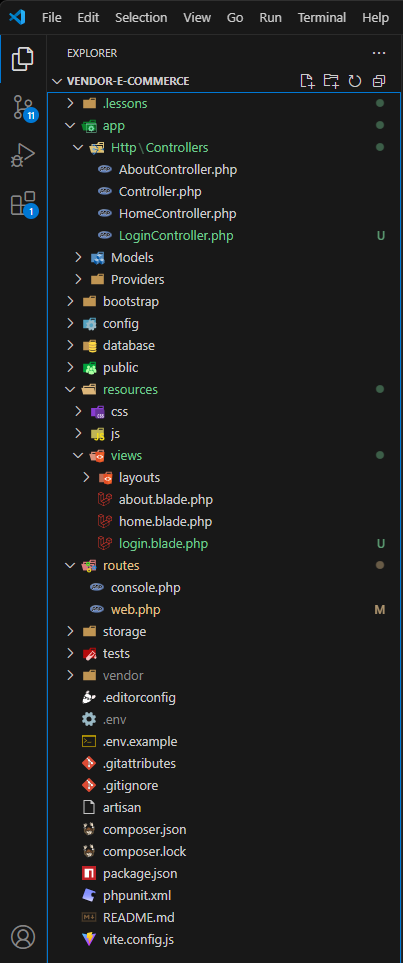 File Edit Selection View Go Run Terminal Help
EXPLORER
VENDOR-E-COMMERCE
.lessons
app
Http\Controllers
AboutController.php
Controller.php
HomeController.php
LoginController.php U
Models
Providers
bootstrap
config
database
public
resources
css
js
views
layouts
about.blade.php
home.blade.php
login.blade.php U
routes
console.php
web.php M
storage
tests
vendor
.editorconfig
.env
.env.example
.gitattributes
.gitignore
artisan
composer.json
composer.lock
package.json
phpunit.xml
README.md
vite.config.js
11
1